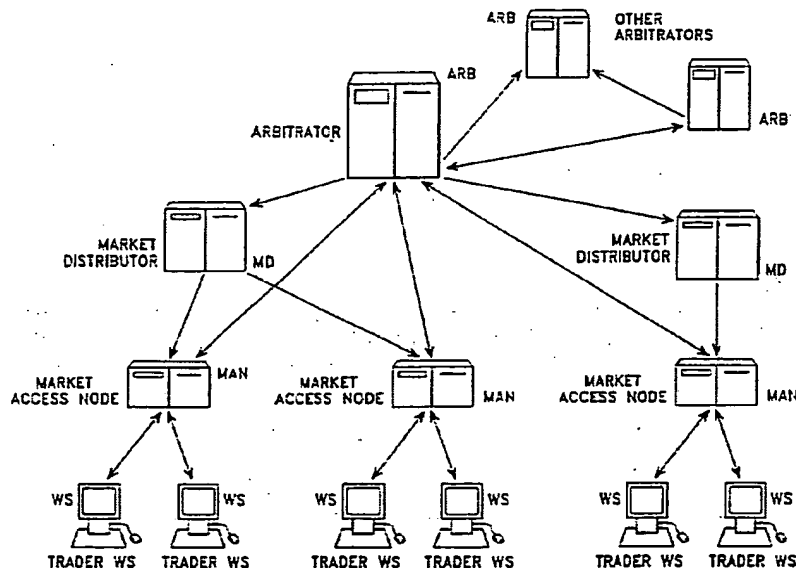 ARB
OTHER
ARBITRATORS
ARB
ARBITRATOR
ARB
MARKET
DISTRIBUTOR
MD
MARKET
DISTRIBUTOR
MD
MARKET
ACCESS NODE
MAN
MARKET
ACCESS NODE
MAN
MARKET
ACCESS NODE
MAN
WS
WS
WS
WS
WS
WS
TRADER WS
TRADER WS
TRADER WS
TRADER WS
TRADER WS
TRADER WS